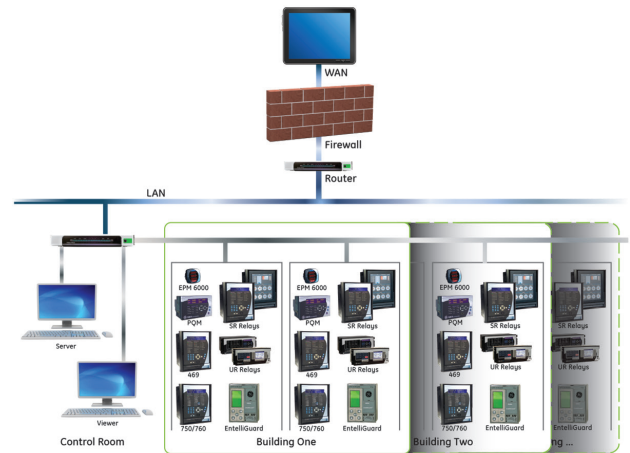 WAN
Firewall
Router
LAN
EPM 6000
PQM
SR Relays
469
UR Relays
750/760
EntelliGuard
EPM 6000
PQM
SR Relays
469
UR Relays
750/760
EntelliGuard
EPM 6000
PQM
SR Relays
469
UR Relays
750/760
EntelliGuard
SR Relays
UR Relays
EntelliGuard
Server
Viewer
Control Room
Building One
Building Two
ng ...